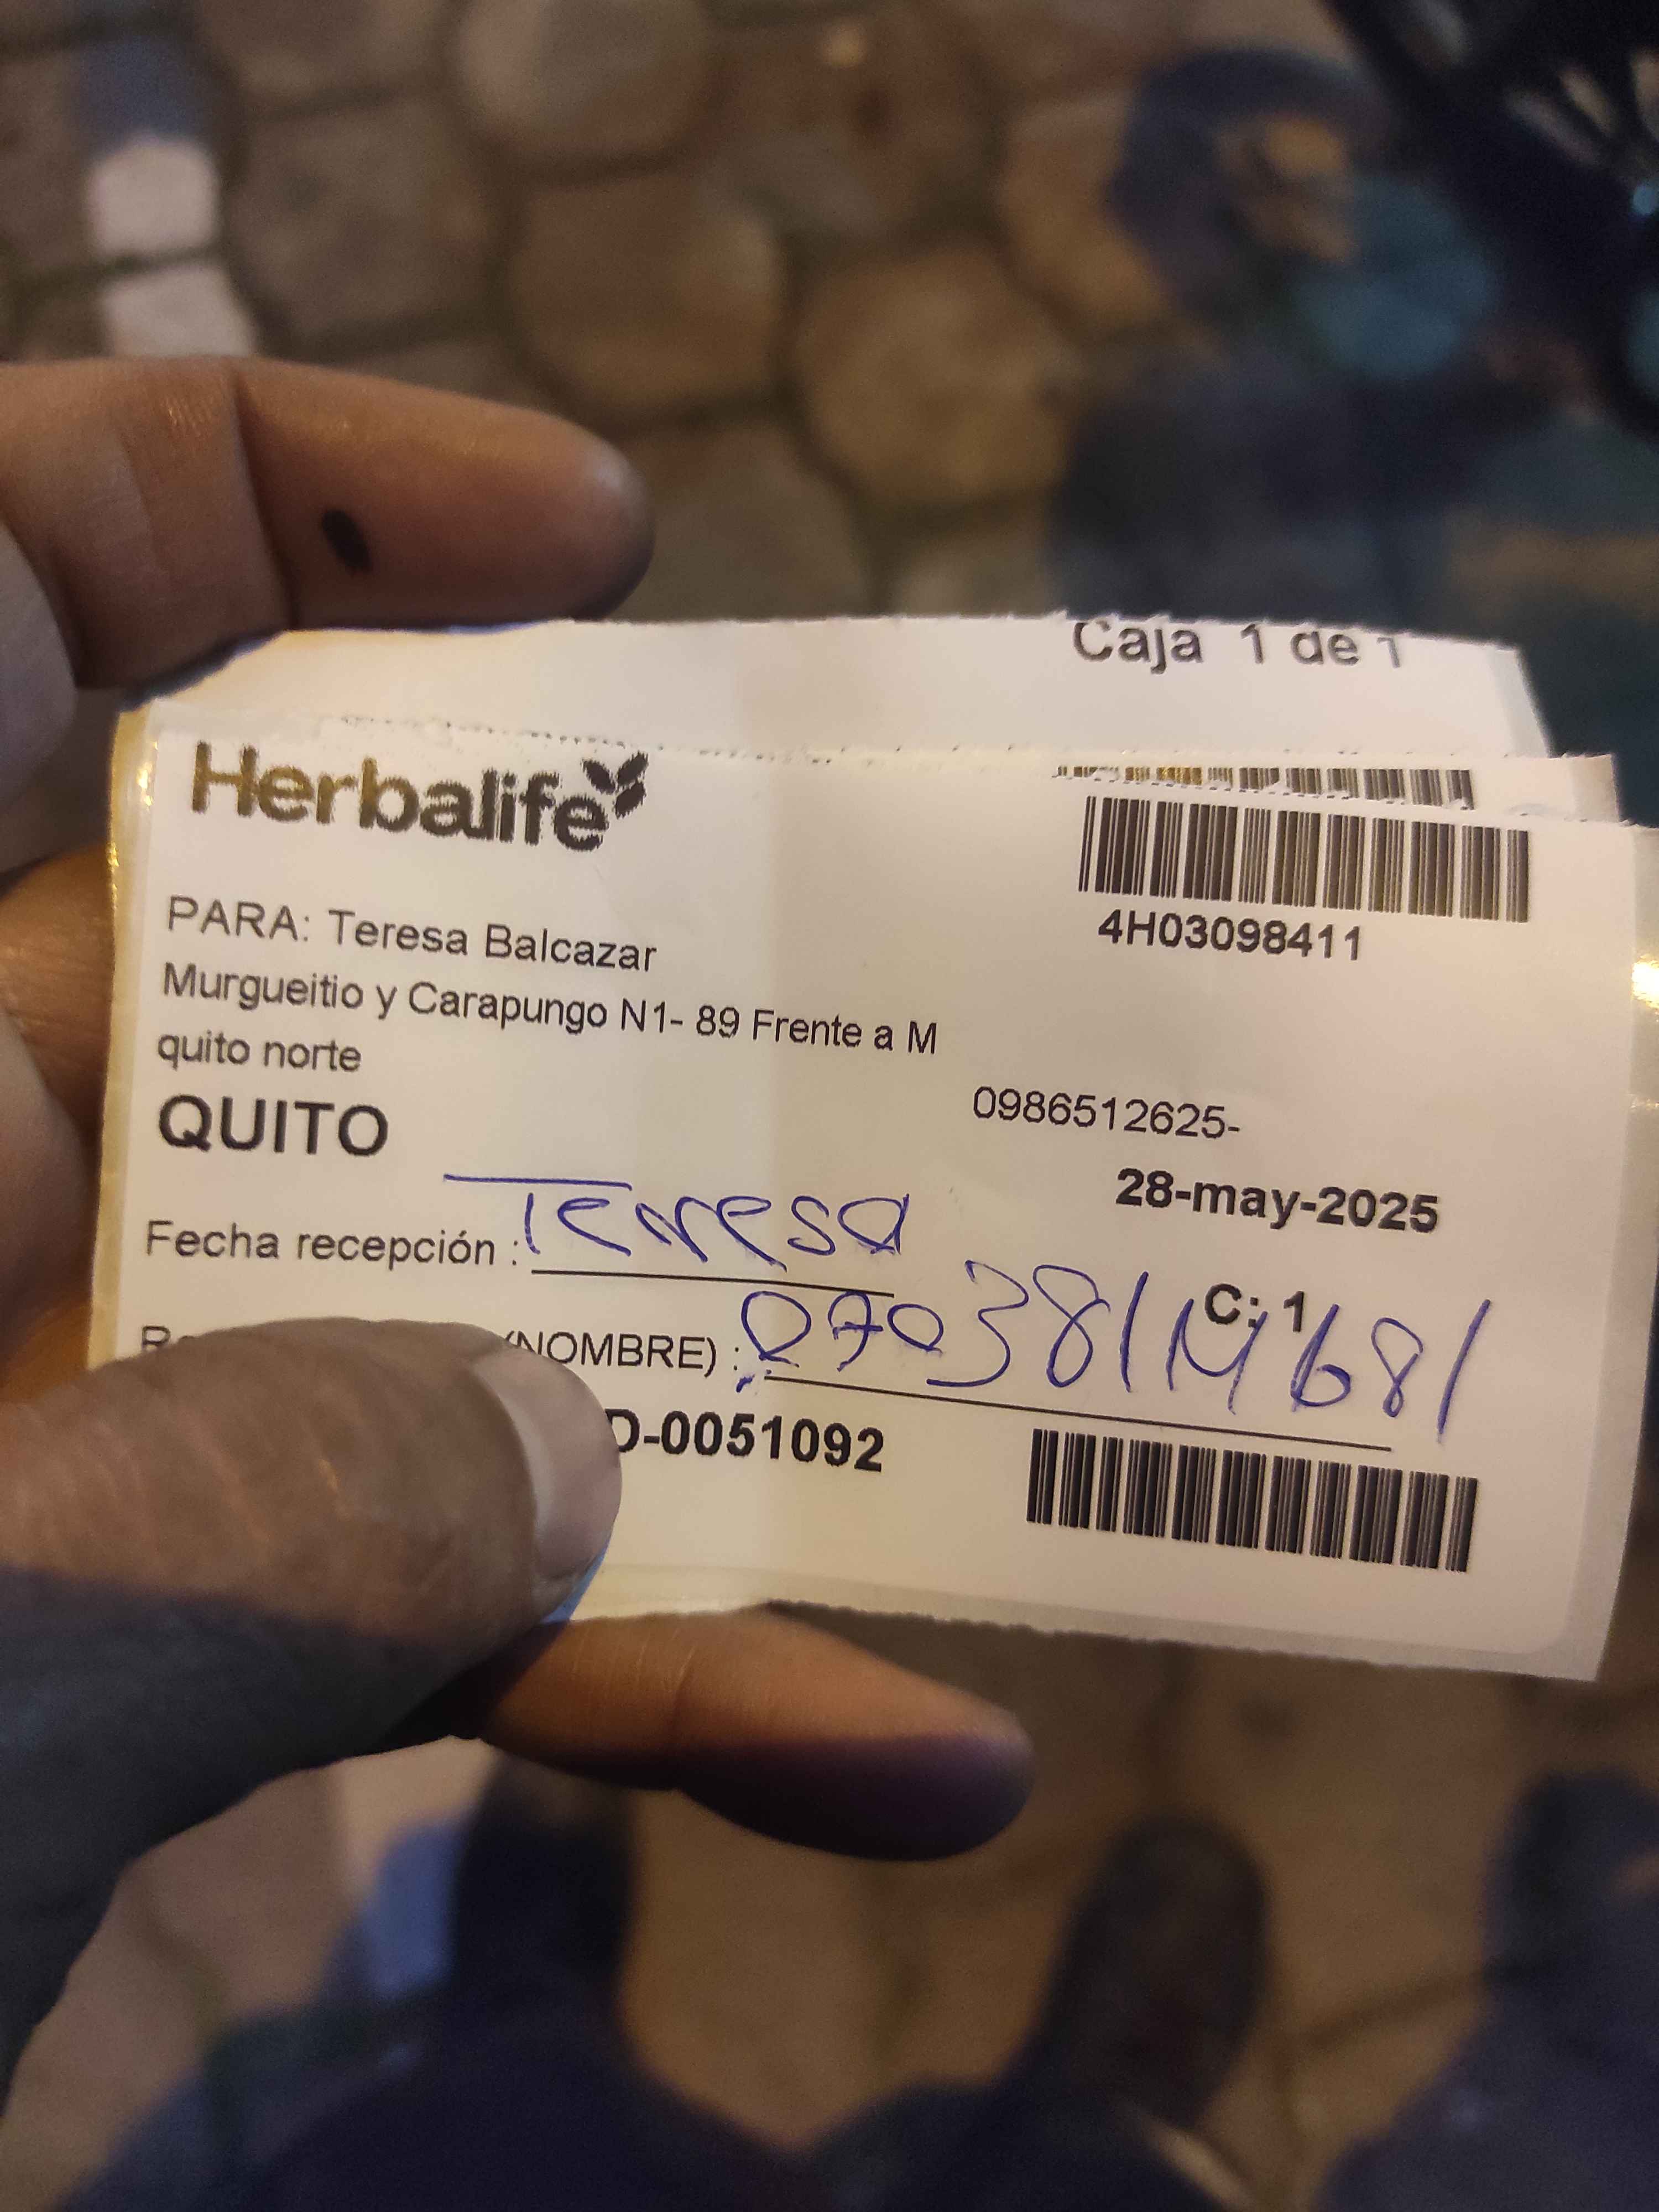 Caja 1 de 1
Herbalife
4H03098411
PARA: Teresa Balcazar
Murgueitio y Carapungo N1- 89 Frente a M
quito norte
QUITO
0986512625-
28-may-2025
Fecha recepción : Teresa
C: 1
(NOMBRE) :
D-0051092